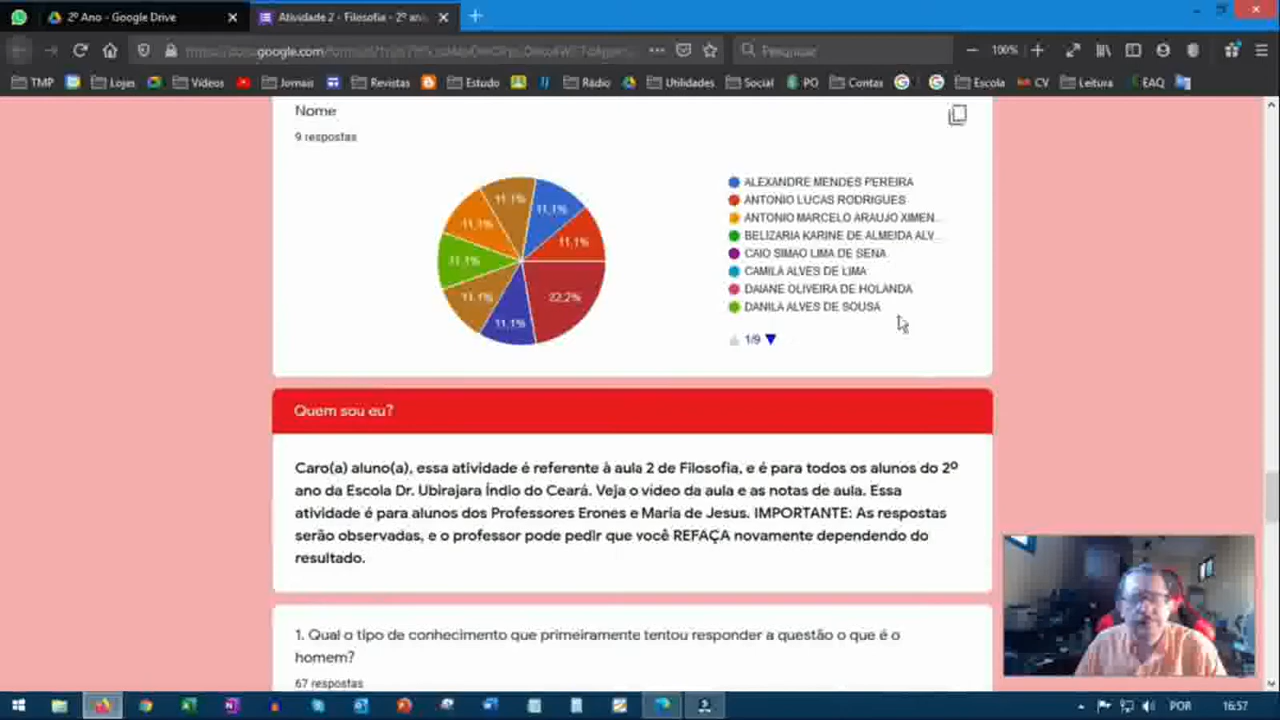 2º Ano - Google Drive
Atividade 2 - Filosofia - 2º an
google.com
Pesquisar
100%
TMP
Lojas
Vídeos
Jornais
Revistas
Estudo
Rádio
Utilidades
Social
PO
Contas
Escola
CV
Leitura
EAQ
Nome
9 respostas
11,1%
11,1%
11,1%
11,1%
11,1%
11,1%
11,1%
22,2%
ALEXANDRE MENDES PEREIRA
ANTONIO LUCAS RODRIGUES
ANTONIO MARCELO ARAUJO XIMEN...
BELIZARIA KARINE DE ALMEIDA ALV...
CAIO SIMAO LIMA DE SENA
CAMILA ALVES DE LIMA
DAIANE OLIVEIRA DE HOLANDA
DANILA ALVES DE SOUSA
1/9
Quem sou eu?
Caro(a) aluno(a), essa atividade é referente à aula 2 de Filosofia, e é para todos os alunos do 2º
ano da Escola Dr. Ubirajara Índio do Ceará. Veja o vídeo da aula e as notas de aula. Essa
atividade é para alunos dos Professores Erones e Maria de Jesus. IMPORTANTE: As respostas
serão observadas, e o professor pode pedir que você REFAÇA novamente dependendo do
resultado.
1. Qual o tipo de conhecimento que primeiramente tentou responder a questão o que é o
homem?
67 respostas
POR
16:57